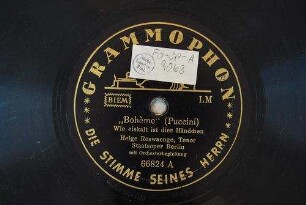 GRAMMOPHON
BIEM
LM
„Bohème" (Puccini)
Wie eiskalt ist dies Händchen
Helge Roswaenge, Tenor
Staatsoper Berlin
mit Orchesterbegleitung
66824 A
DIE STIMME SEINES HERRN